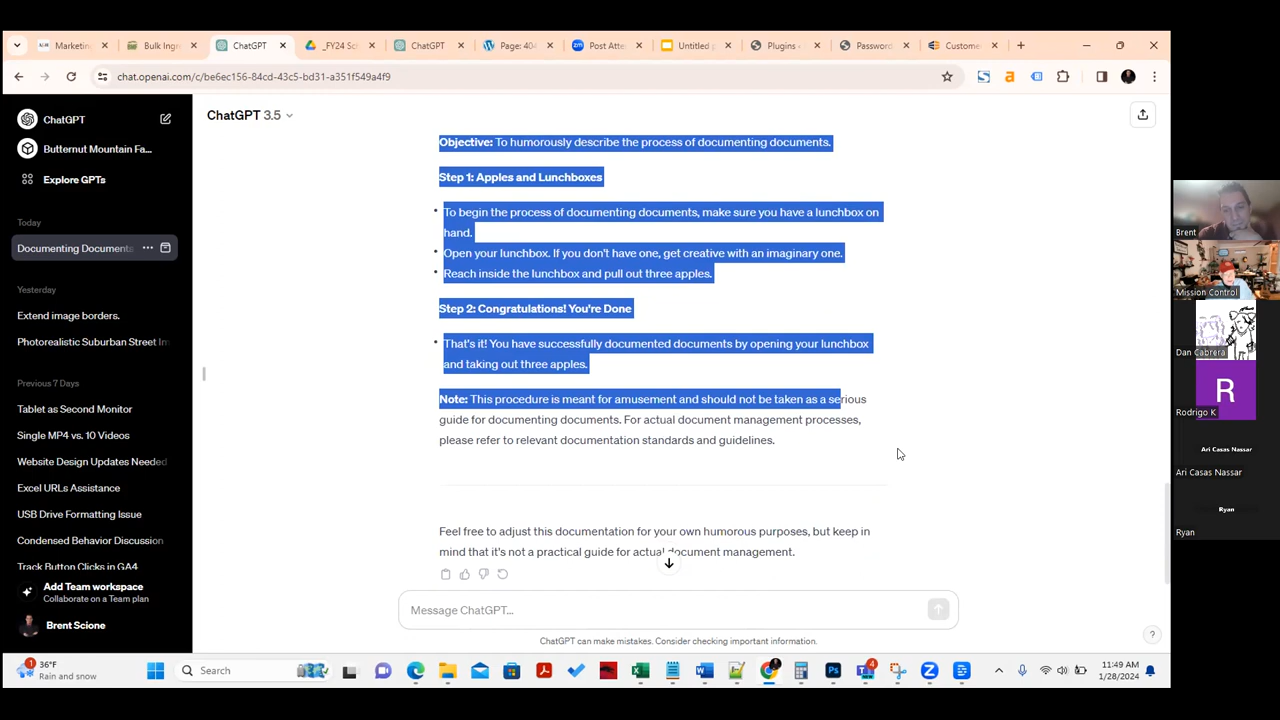 Marketing
Bulk Ingr
ChatGPT
_FY24 Sc
ChatGPT
Page: 404
Post Atte
Untitled
Plugins
Password
Custome
chat.openai.com/c/be6ec156-84cd-43c5-bd31-a351f549a4f9
ChatGPT
Butternut Mountain Fa...
Explore GPTs
Today
Documenting Documents
Yesterday
Extend image borders.
Photorealistic Suburban Street Im
Previous 7 Days
Tablet as Second Monitor
Single MP4 vs. 10 Videos
Website Design Updates Needed
Excel URLs Assistance
USB Drive Formatting Issue
Condensed Behavior Discussion
Track Button Clicks in GA4
Add Team workspace
Collaborate on a Team plan
Brent Scione
ChatGPT 3.5
Objective: To humorously describe the process of documenting documents.
Step 1: Apples and Lunchboxes
• To begin the process of documenting documents, make sure you have a lunchbox on
hand.
• Open your lunchbox. If you don't have one, get creative with an imaginary one.
• Reach inside the lunchbox and pull out three apples.
Step 2: Congratulations! You're Done
• That's it! You have successfully documented documents by opening your lunchbox
and taking out three apples.
Note: This procedure is meant for amusement and should not be taken as a serious
guide for documenting documents. For actual document management processes,
please refer to relevant documentation standards and guidelines.
Feel free to adjust this documentation for your own humorous purposes, but keep in
mind that it's not a practical guide for actual document management.
Message ChatGPT...
ChatGPT can make mistakes. Consider checking important information.
?
Brent
Mission Control
Dan Cabrera
R
Rodrigo K
Ari Casas Nassar
Ari Casas Nassar
Ryan
Ryan
1
36°F
Rain and snow
Search
4
11:49 AM
1/28/2024